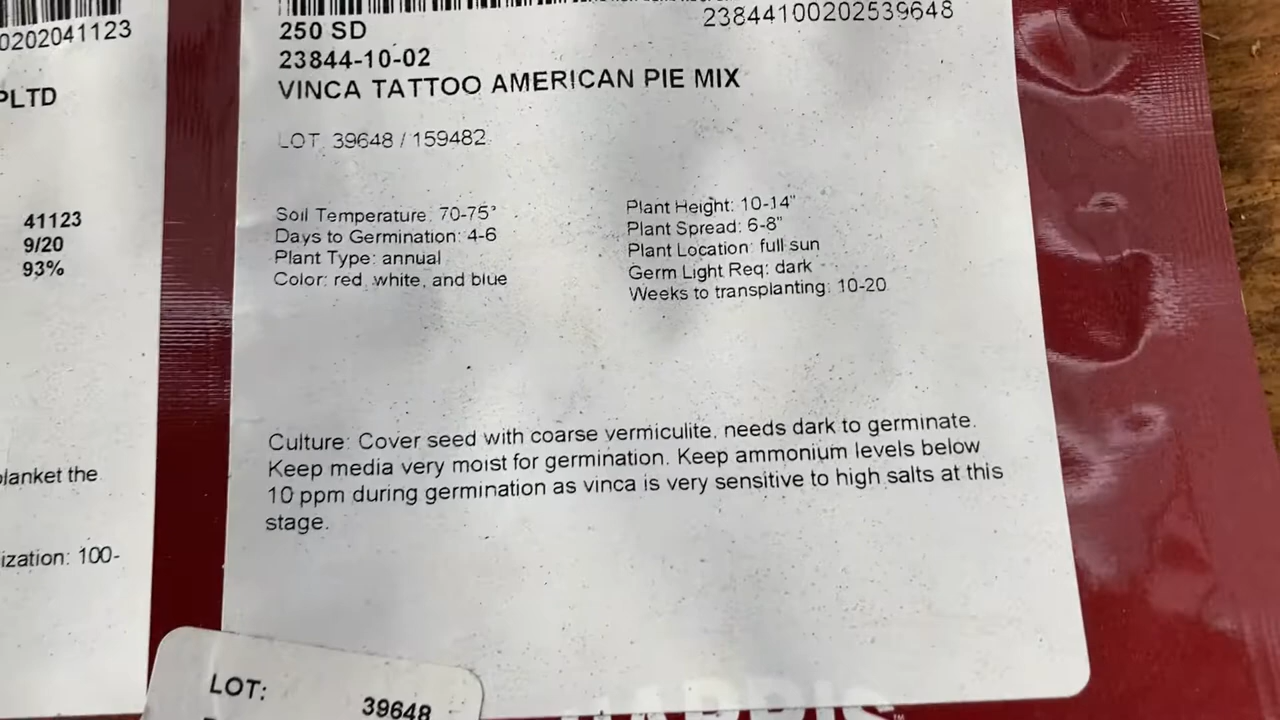 0202041123
PLTD
41123
9/20
93%
blanket the
ization: 100-
23844100202539648
250 SD
23844-10-02
VINCA TATTOO AMERICAN PIE MIX
LOT 39648 / 159482
Soil Temperature: 70-75°
Days to Germination: 4-6
Plant Type: annual
Color: red, white, and blue
Plant Height: 10-14"
Plant Spread: 6-8"
Plant Location: full sun
Germ Light Req: dark
Weeks to transplanting: 10-20
Culture: Cover seed with coarse vermiculite, needs dark to germinate.
Keep media very moist for germination. Keep ammonium levels below
10 ppm during germination as vinca is very sensitive to high salts at this
stage.
LOT: 39648